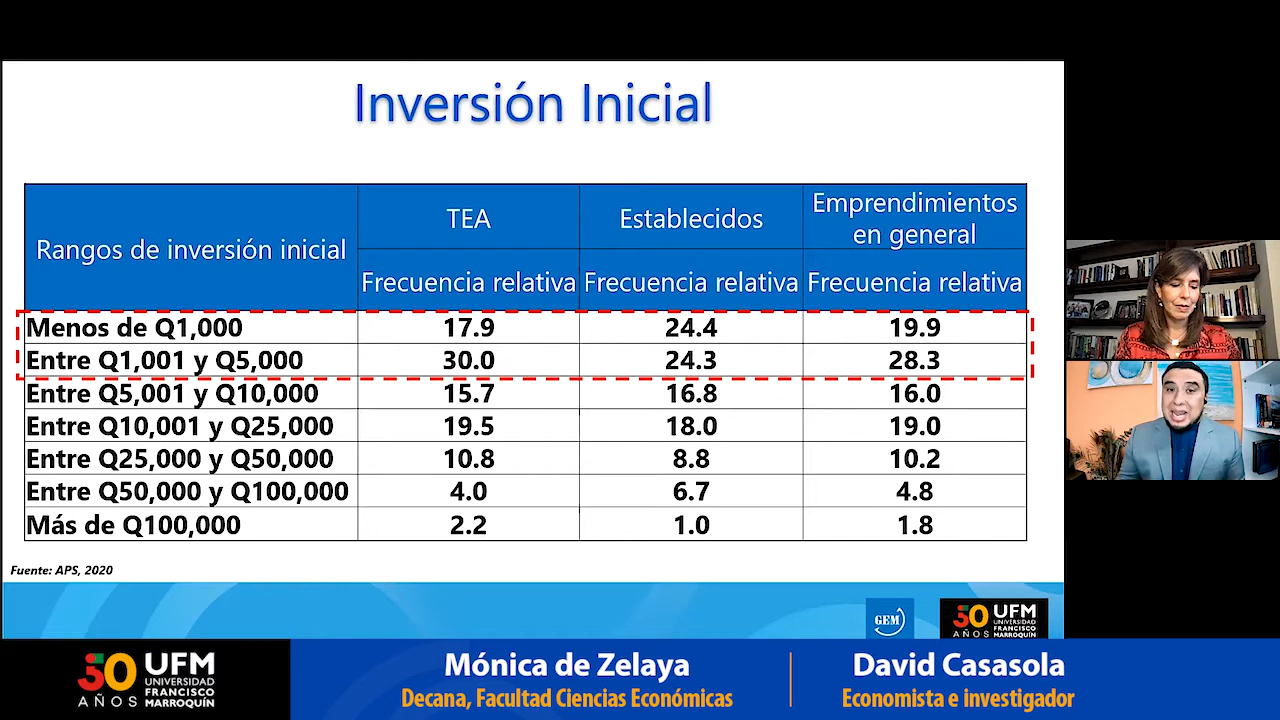 Inversión Inicial
Rangos de inversión inicial
TEA
Establecidos
Emprendimientos
en general
Frecuencia relativa
Frecuencia relativa
Frecuencia relativa
Menos de Q1,000 17.9 24.4 19.9
Entre Q1,001 y Q5,000 30.0 24.3 28.3
Entre Q5,001 y Q10,000 15.7 16.8 16.0
Entre Q10,001 y Q25,000 19.5 18.0 19.0
Entre Q25,000 y Q50,000 10.8 8.8 10.2
Entre Q50,000 y Q100,000 4.0 6.7 4.8
Más de Q100,000 2.2 1.0 1.8
Fuente: APS, 2020
GEM
50 AÑOS
UFM
UNIVERSIDAD
FRANCISCO
MARROQUÍN
50 AÑOS
UFM
UNIVERSIDAD
FRANCISCO
MARROQUÍN
Mónica de Zelaya
Decana, Facultad Ciencias Económicas
David Casasola
Economista e investigador